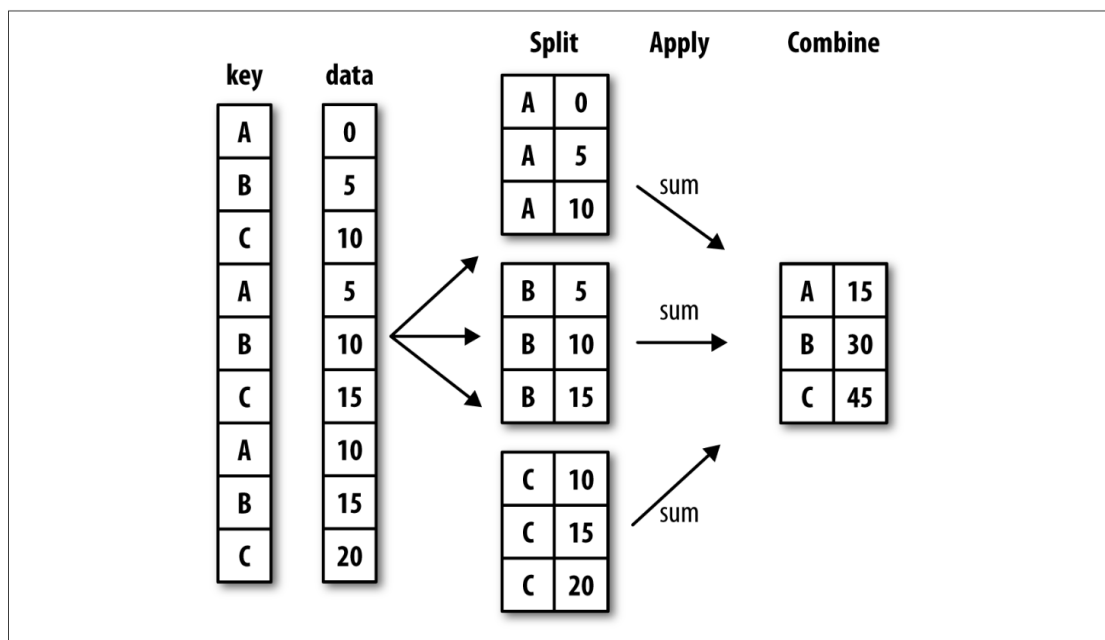 Split Apply Combine
key data
A 0
B 5
C 10
A 5
B 10
C 15
A 10
B 15
C 20
A 0
A 5
A 10
B 5
B 10
B 15
C 10
C 15
C 20
sum
sum
sum
A 15
B 30
C 45